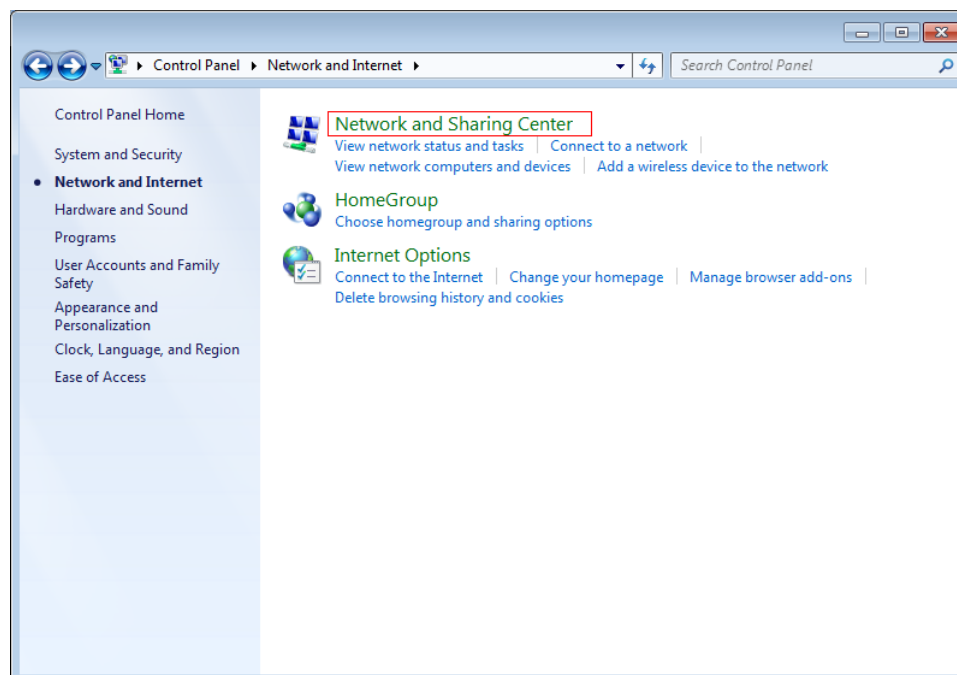 Control Panel Network and Internet Search Control Panel
Control Panel Home
System and Security
Network and Internet
Hardware and Sound
Programs
User Accounts and Family
Safety
Appearance and
Personalization
Clock, Language, and Region
Ease of Access
Network and Sharing Center
View network status and tasks Connect to a network
View network computers and devices Add a wireless device to the network
HomeGroup
Choose homegroup and sharing options
Internet Options
Connect to the Internet Change your homepage Manage browser add-ons
Delete browsing history and cookies